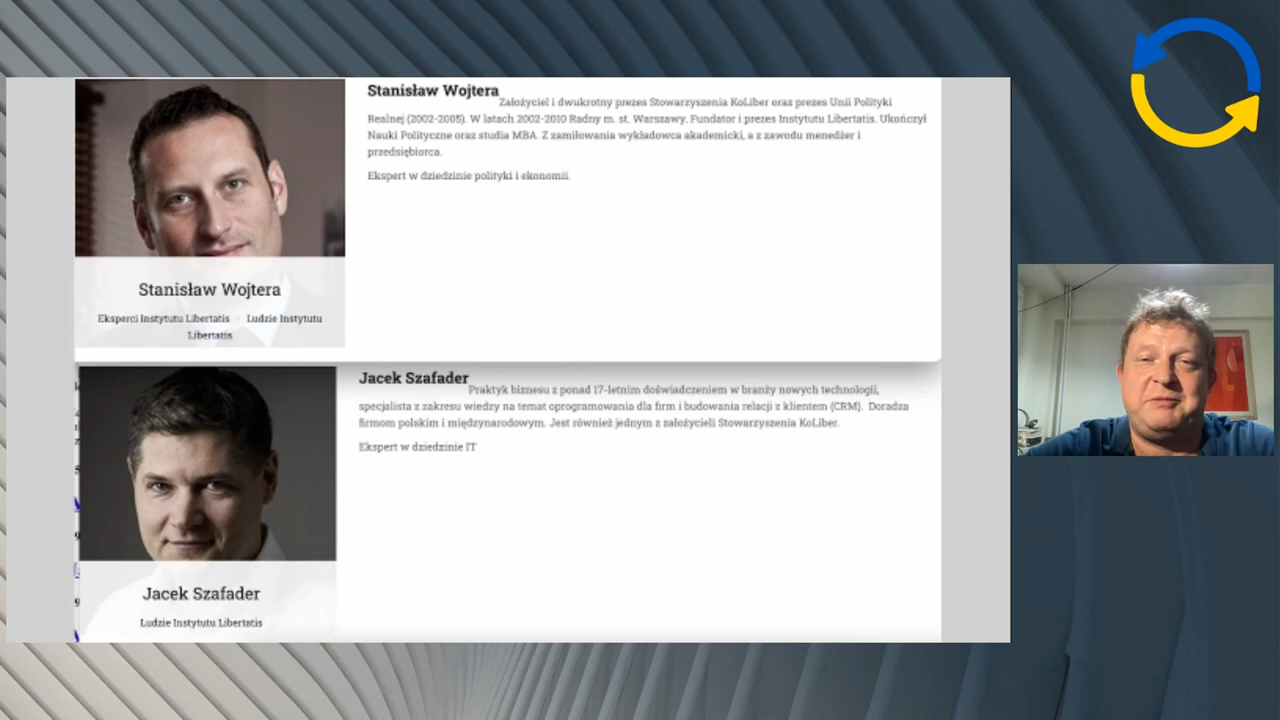 Stanisław Wojtera
Założyciel i dwukrotny prezes Stowarzyszenia KoLiber oraz prezes Unii Polityki
Realnej (2002-2005). W latach 2002-2010 Radny m. st. Warszawy. Fundator i prezes Instytutu Libertatis. Ukończył
Nauki Polityczne oraz studia MBA. Z zamiłowania wykładowca akademicki, a z zawodu menedżer i
przedsiębiorca.
Ekspert w dziedzinie polityki i ekonomii.
Stanisław Wojtera
Eksperci Instytutu Libertatis · Ludzie Instytutu
Libertatis
Jacek Szafader
Praktyk biznesu z ponad 17-letnim doświadczeniem w branży nowych technologii,
specjalista z zakresu wiedzy na temat oprogramowania dla firm i budowania relacji z klientem (CRM). Doradza
firmom polskim i międzynarodowym. Jest również jednym z założycieli Stowarzyszenia KoLiber.
Ekspert w dziedzinie IT
Jacek Szafader
Ludzie Instytutu Libertatis